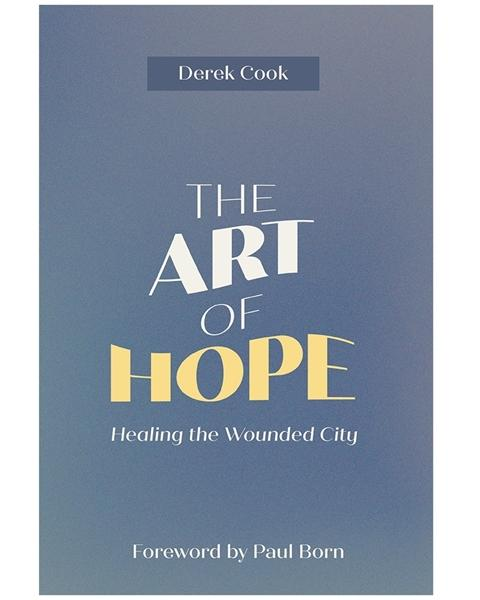 Derek Cook
THE
ART
OF
HOPE
Healing the Wounded City
Foreword by Paul Born